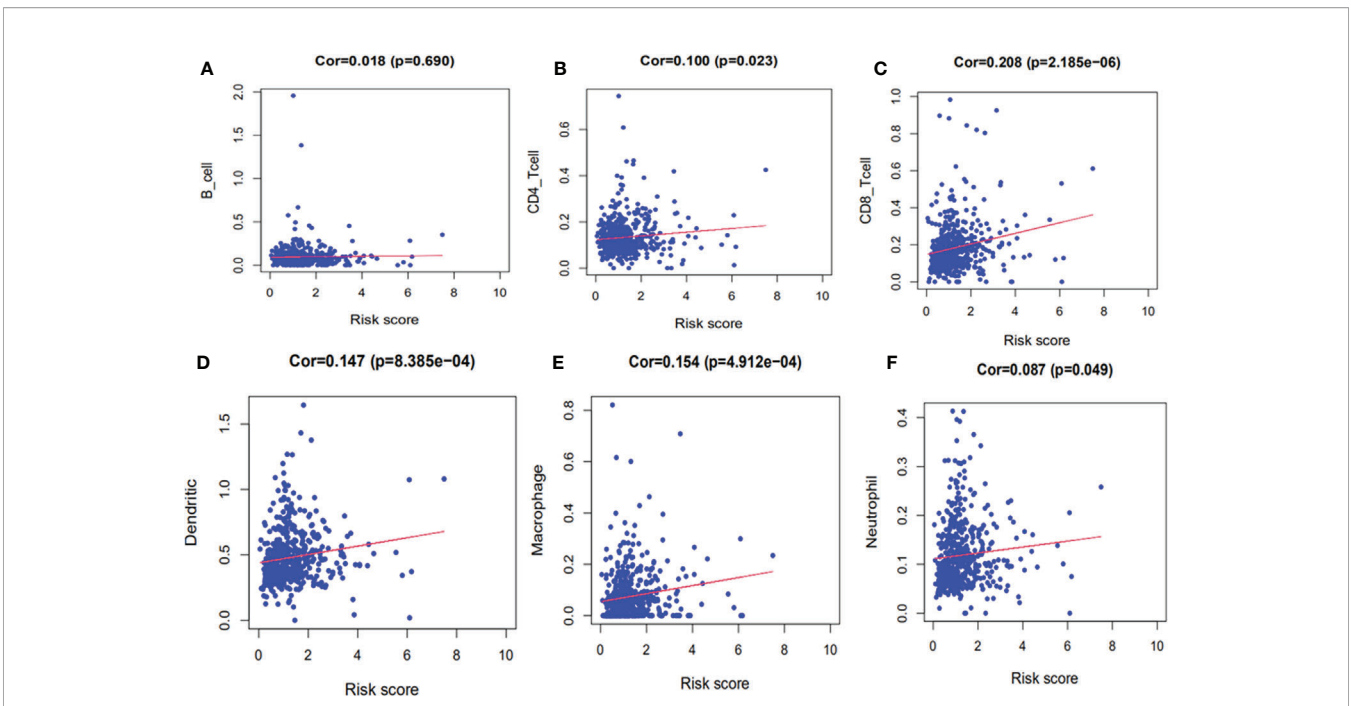 A
Cor=0.018 (p=0.690)
B_cell
0.0 0.5 1.0 1.5 2.0
0 2 4 6 8 10
Risk score
B
Cor=0.100 (p=0.023)
CD4_Tcell
0.0 0.2 0.4 0.6
0 2 4 6 8 10
Risk score
C
Cor=0.208 (p=2.185e−06)
CD8_Tcell
0.0 0.2 0.4 0.6 0.8 1.0
0 2 4 6 8 10
Risk score
D
Cor=0.147 (p=8.385e−04)
Dendritic
0.0 0.5 1.0 1.5
0 2 4 6 8 10
Risk score
E
Cor=0.154 (p=4.912e−04)
Macrophage
0.0 0.2 0.4 0.6 0.8
0 2 4 6 8 10
Risk score
F
Cor=0.087 (p=0.049)
Neutrophil
0.0 0.1 0.2 0.3 0.4
0 2 4 6 8 10
Risk score